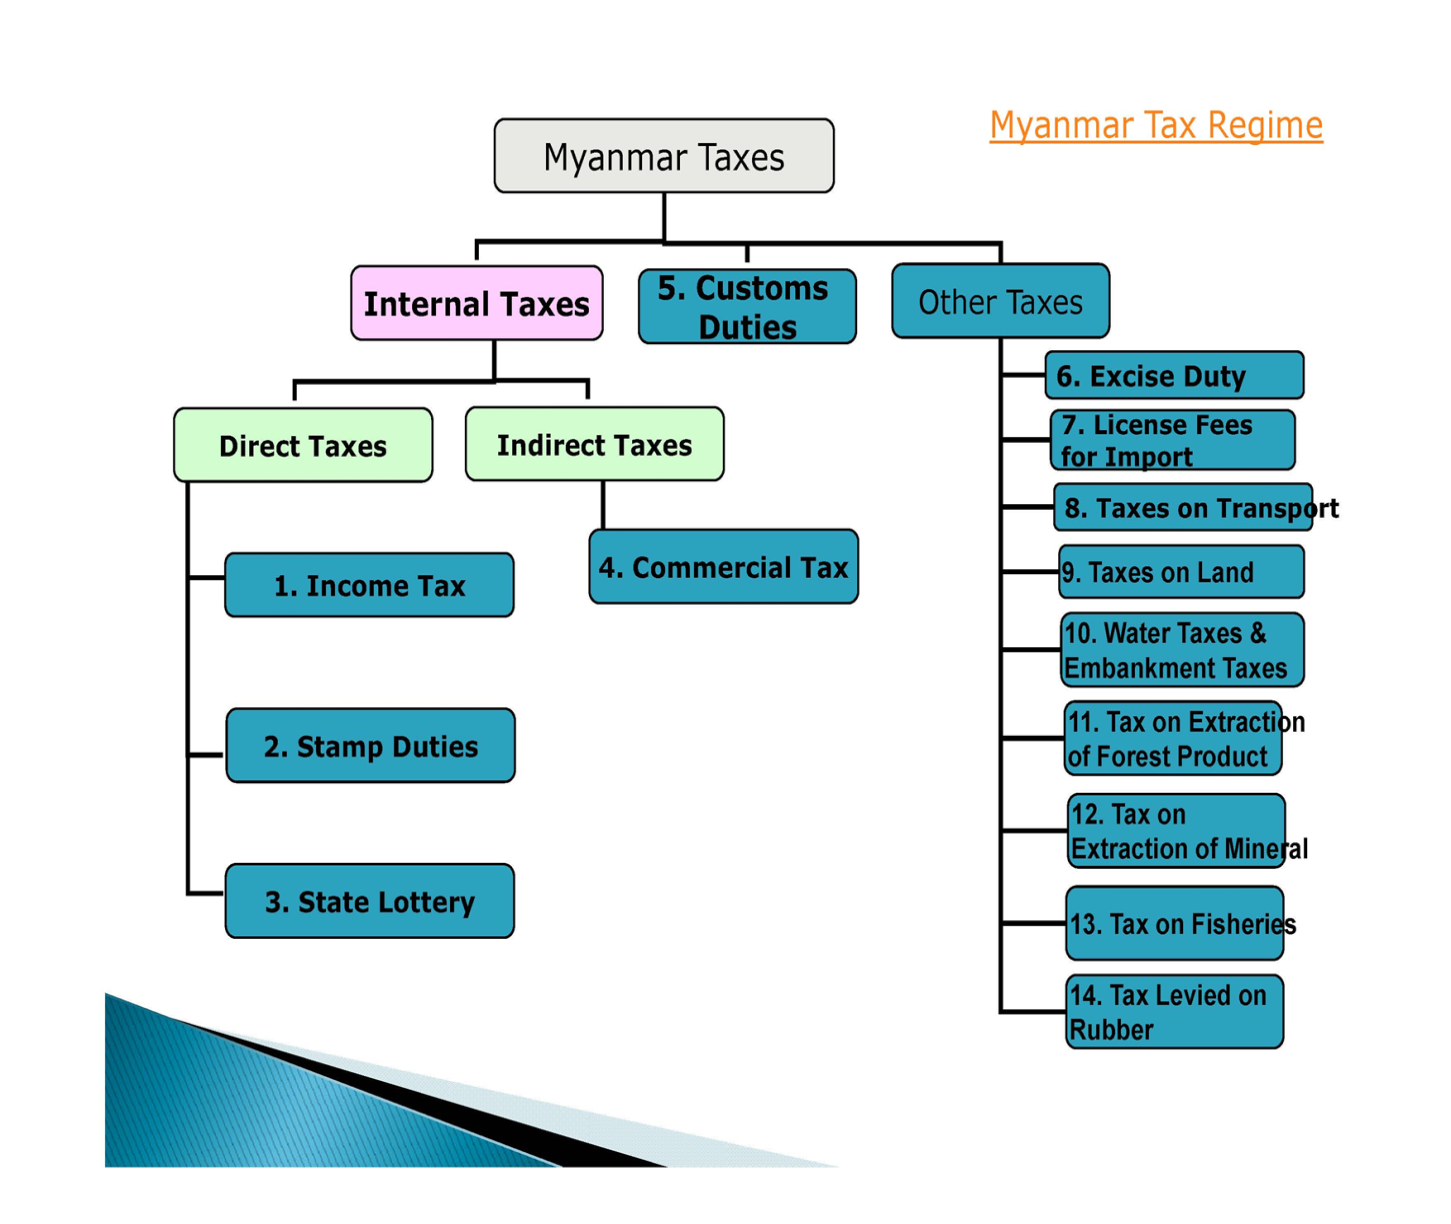 Myanmar Tax Regime
Myanmar Taxes
Internal Taxes
5. Customs
Duties
Other Taxes
Direct Taxes
Indirect Taxes
1. Income Tax
2. Stamp Duties
3. State Lottery
4. Commercial Tax
6. Excise Duty
7. License Fees
for Import
8. Taxes on Transport
9. Taxes on Land
10. Water Taxes &
Embankment Taxes
11. Tax on Extraction
of Forest Product
12. Tax on
Extraction of Mineral
13. Tax on Fisheries
14. Tax Levied on
Rubber